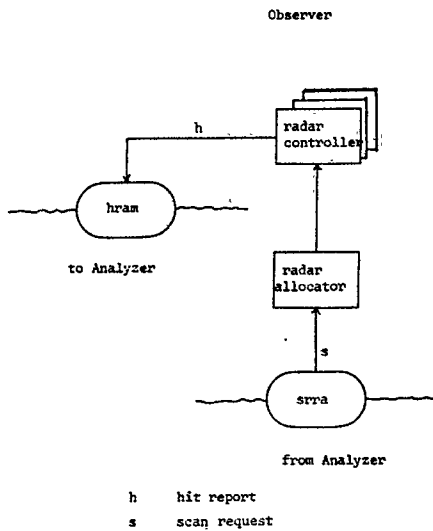 Observer
radar
controller
h
hram
to Analyzer
radar
allocator
s
srra
from Analyzer
h hit report
s scan request